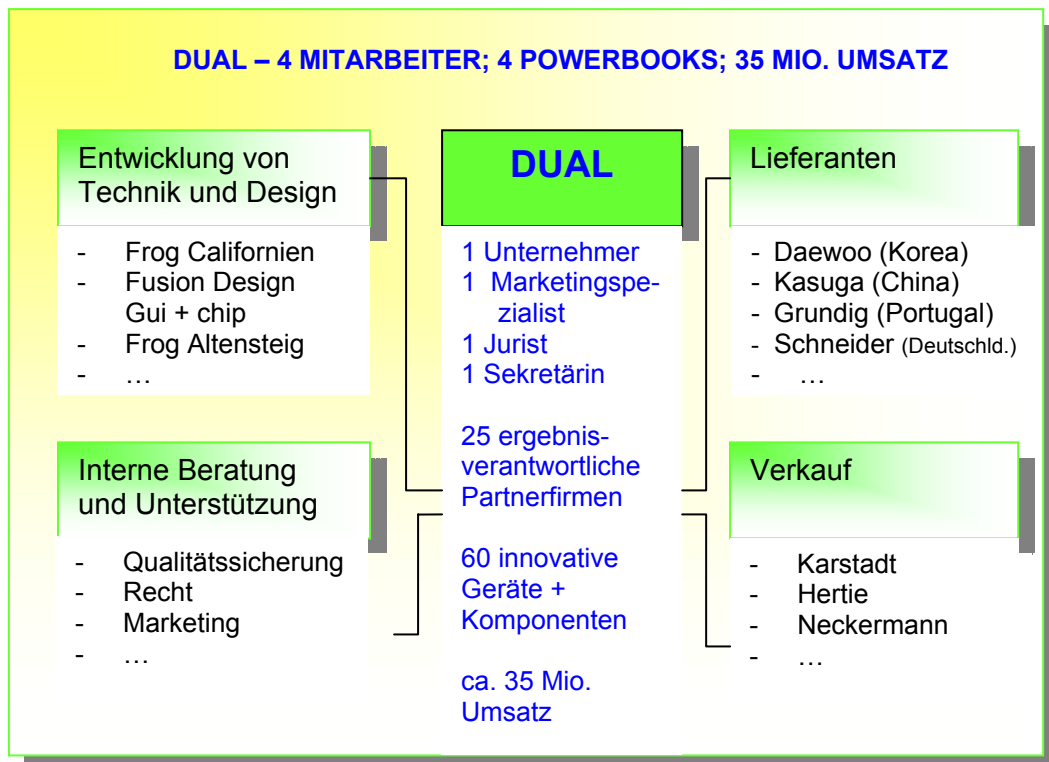 DUAL – 4 MITARBEITER; 4 POWERBOOKS; 35 MIO. UMSATZ
Entwicklung von
Technik und Design
- Frog Californien
- Fusion Design
Gui + chip
- Frog Altensteig
- …
Interne Beratung
und Unterstützung
- Qualitätssicherung
- Recht
- Marketing
- …
DUAL
1 Unternehmer
1 Marketingspe-
zialist
1 Jurist
1 Sekretärin
25 ergebnis-
verantwortliche
Partnerfirmen
60 innovative
Geräte +
Komponenten
ca. 35 Mio.
Umsatz
Lieferanten
- Daewoo (Korea)
- Kasuga (China)
- Grundig (Portugal)
- Schneider (Deutschld.)
- …
Verkauf
- Karstadt
- Hertie
- Neckermann
- …